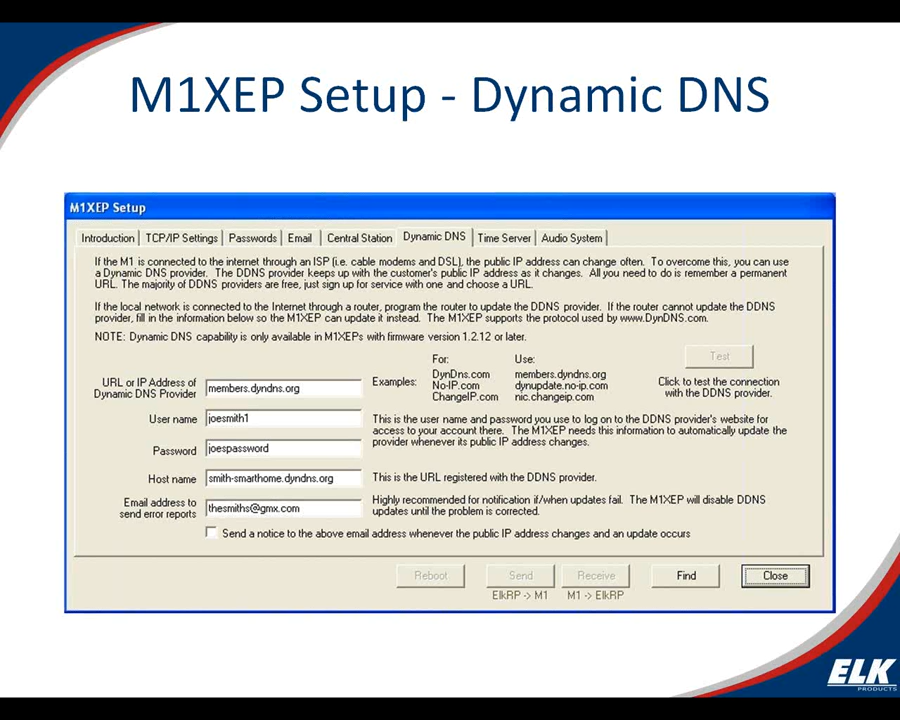 M1XEP Setup - Dynamic DNS
M1XEP Setup
Introduction TCP/IP Settings Passwords Email Central Station Dynamic DNS Time Server Audio System
If the M1 is connected to the internet through an ISP (i.e. cable modems and DSL), the public IP address can change often. To overcome this, you can use
a Dynamic DNS provider. The DDNS provider keeps up with the customer's public IP address as it changes. All you need to do is remember a permanent
URL. The majority of DDNS providers are free, just sign up for service with one and choose a URL.
If the local network is connected to the Internet through a router, program the router to update the DDNS provider. If the router cannot update the DDNS
provider, fill in the information below so the M1XEP can update it instead. The M1XEP supports the protocol used by www.DynDNS.com.
NOTE: Dynamic DNS capability is only available in M1XEPs with firmware version 1.2.12 or later.
For: Use:
Examples: DynDns.com members.dyndns.org
No-IP.com dynupdate.no-ip.com
ChangeIP.com nic.changeip.com
Test
Click to test the connection
with the DDNS provider.
URL or IP Address of
Dynamic DNS Provider
members.dyndns.org
User name joesmith1
This is the user name and password you use to log on to the DDNS provider's website for
access to your account there. The M1XEP needs this information to automatically update the
provider whenever its public IP address changes.
Password joespassword
Host name smith-smarthome.dyndns.org This is the URL registered with the DDNS provider.
Email address to
send error reports
thesmiths@gmx.com
Highly recommended for notification if/when updates fail. The M1XEP will disable DDNS
updates until the problem is corrected.
Send a notice to the above email address whenever the public IP address changes and an update occurs
Reboot Send Receive Find Close
ElkRP -> M1 M1 -> ElkRP
ELK
PRODUCTS